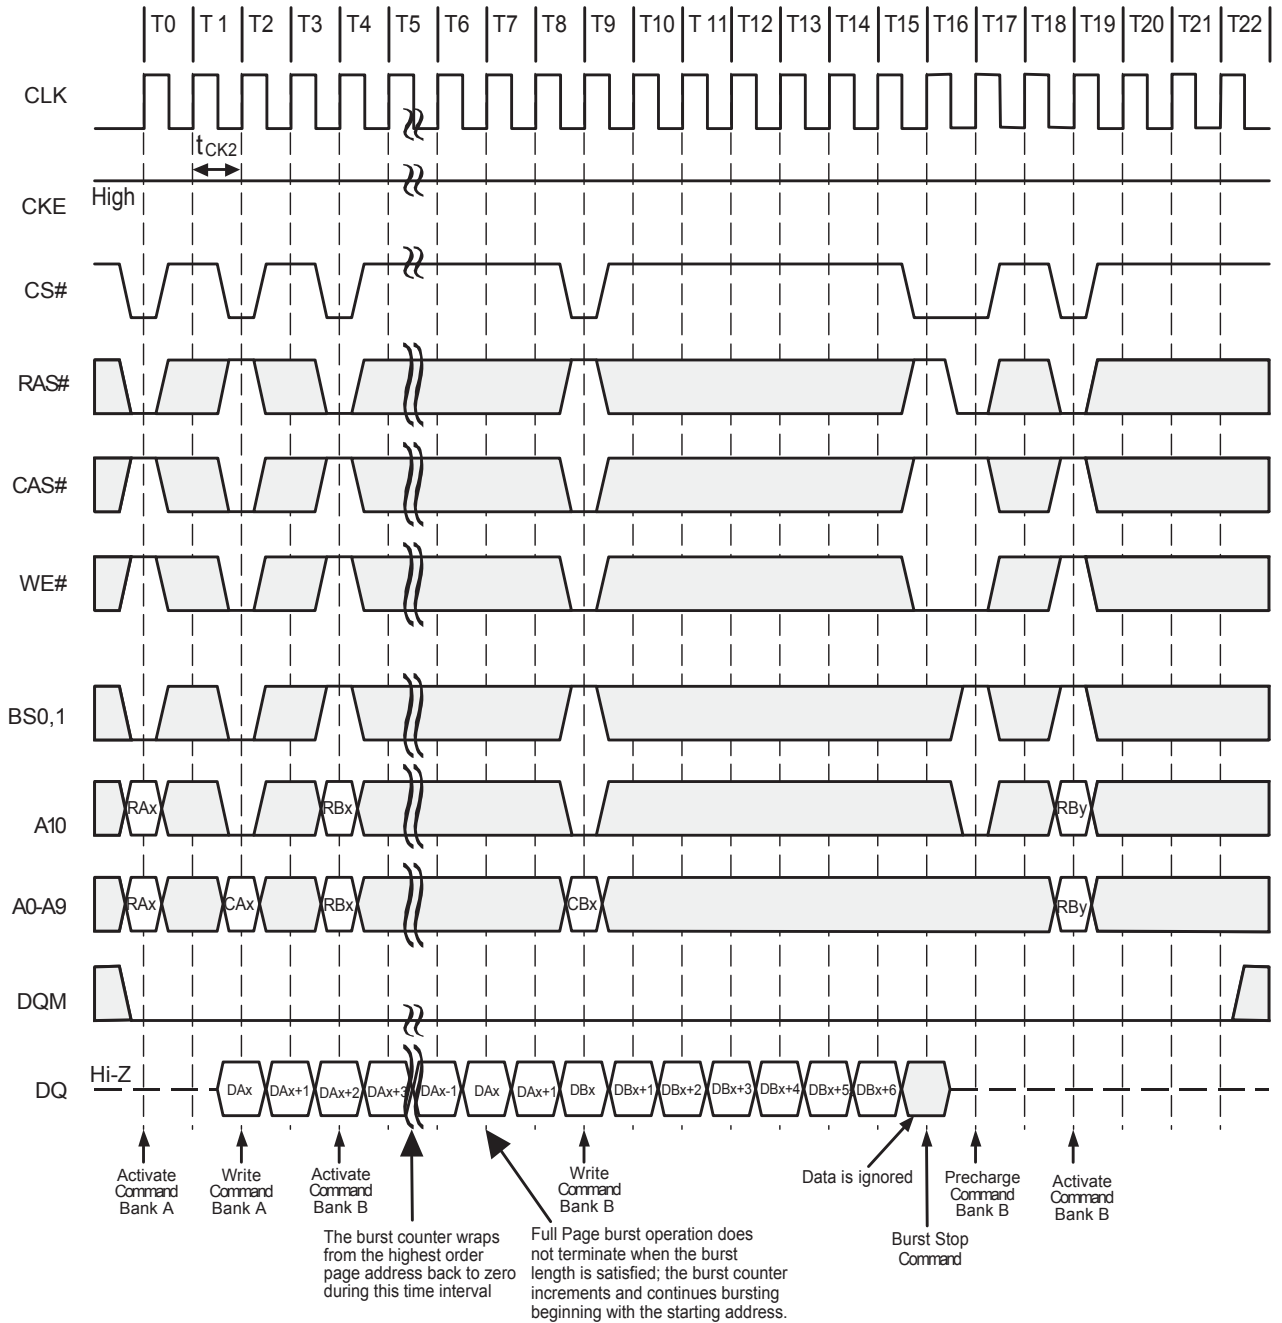 T0 T 1 T2 T3 T4 T5 T6 T7 T8 T9 T10 T 11 T12 T13 T14 T15 T16 T17 T18 T19 T20 T21 T22
CLK
tCK2
High
CKE
CS#
RAS#
CAS#
WE#
BS0,1
A10 RAx RBx RBy
A0-A9 RAx CAx RBx CBx RBy
DQM
Hi-Z
DQ DAx DAx+1 DAx+2 DAx+3 DAx-1 DAx DAx+1 DBx DBx+1 DBx+2 DBx+3 DBx+4 DBx+5 DBx+6
Activate
Command
Bank A
Write
Command
Bank A
Activate
Command
Bank B
The burst counter wraps
from the highest order
page address back to zero
during this time interval
Full Page burst operation does
not terminate when the burst
length is satisfied; the burst counter
increments and continues bursting
beginning with the starting address.
Write
Command
Bank B
Data is ignored
Burst Stop
Command
Precharge
Command
Bank B
Activate
Command
Bank B